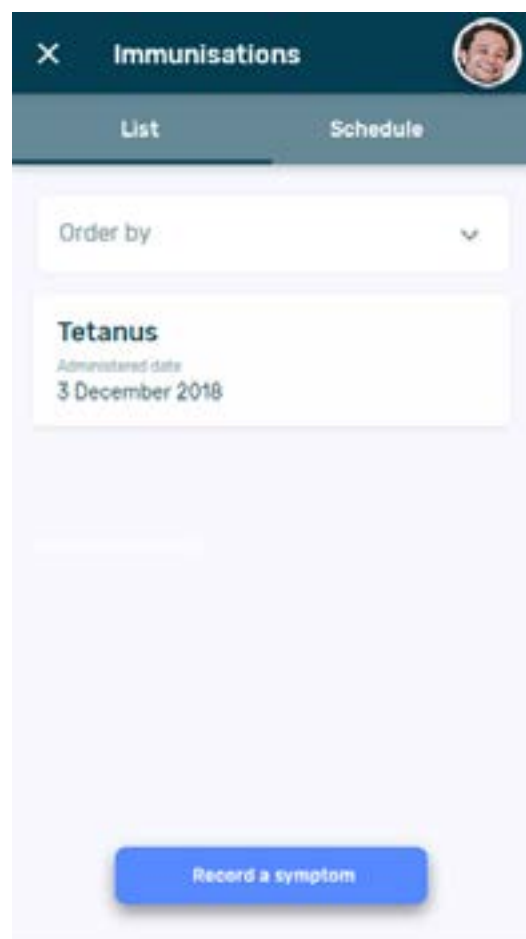 Immunisations
List
Schedule
Order by
Tetanus
Administered date
3 December 2018
Record a symptom